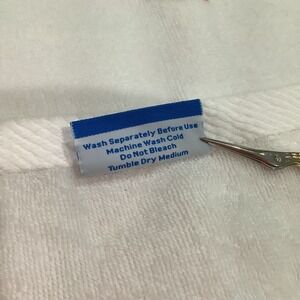 Wash Separately Before Use
Machine Wash Cold
Do Not Bleach
Tumble Dry Medium